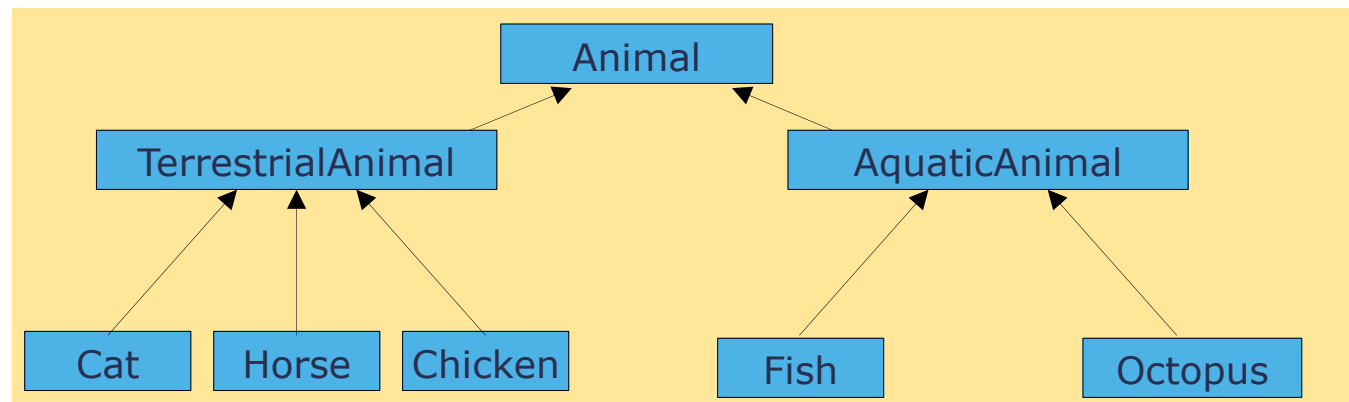 Animal
TerrestrialAnimal
AquaticAnimal
Cat
Horse
Chicken
Fish
Octopus